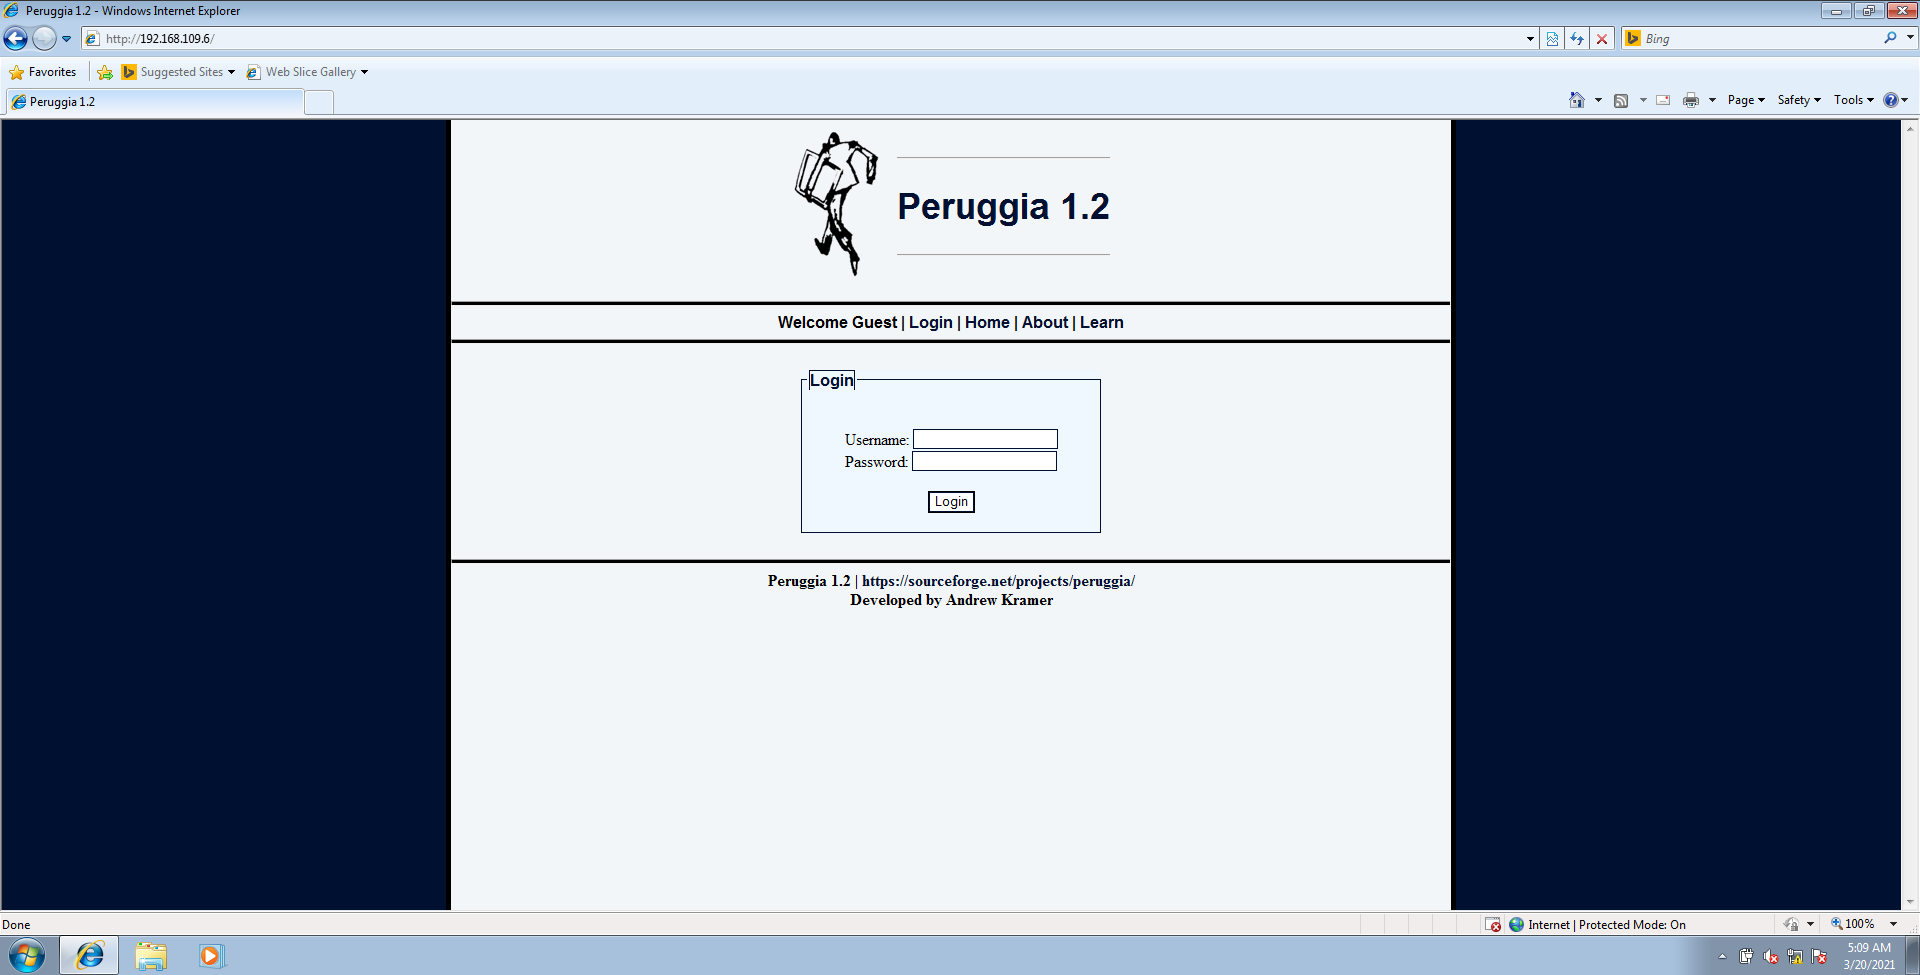 Peruggia 1.2 - Windows Internet Explorer
http://192.168.109.6/
Bing
Favorites
Suggested Sites
Web Slice Gallery
Peruggia 1.2
Page
Safety
Tools
Peruggia 1.2
Welcome Guest | Login | Home | About | Learn
Login
Username:
Password:
Login
Peruggia 1.2 | https://sourceforge.net/projects/peruggia/
Developed by Andrew Kramer
Done
Internet | Protected Mode: On
100%
5:09 AM
3/20/2021